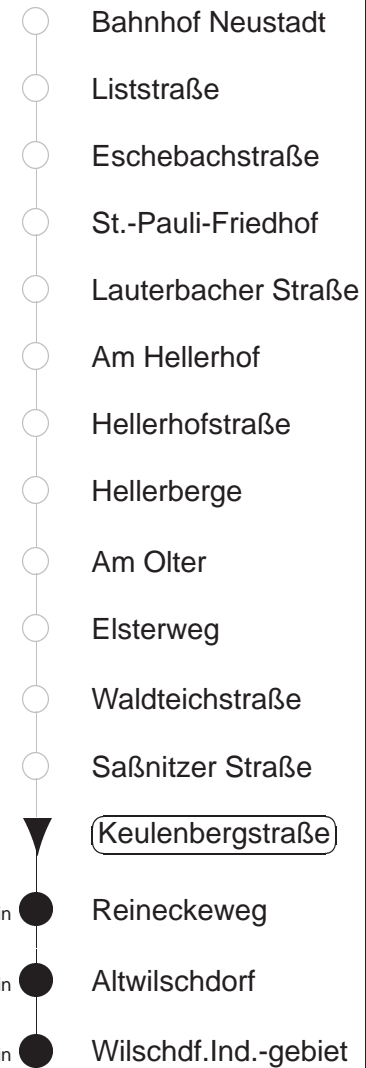 Bahnhof Neustadt
Liststraße
Eschebachstraße
St.-Pauli-Friedhof
Lauterbacher Straße
Am Hellerhof
Hellerhofstraße
Hellerberge
Am Olter
Elsterweg
Waldteichstraße
Saßnitzer Straße
Keulenbergstraße
Reineckeweg
Altwilschdorf
Wilschdf.Ind.-gebiet